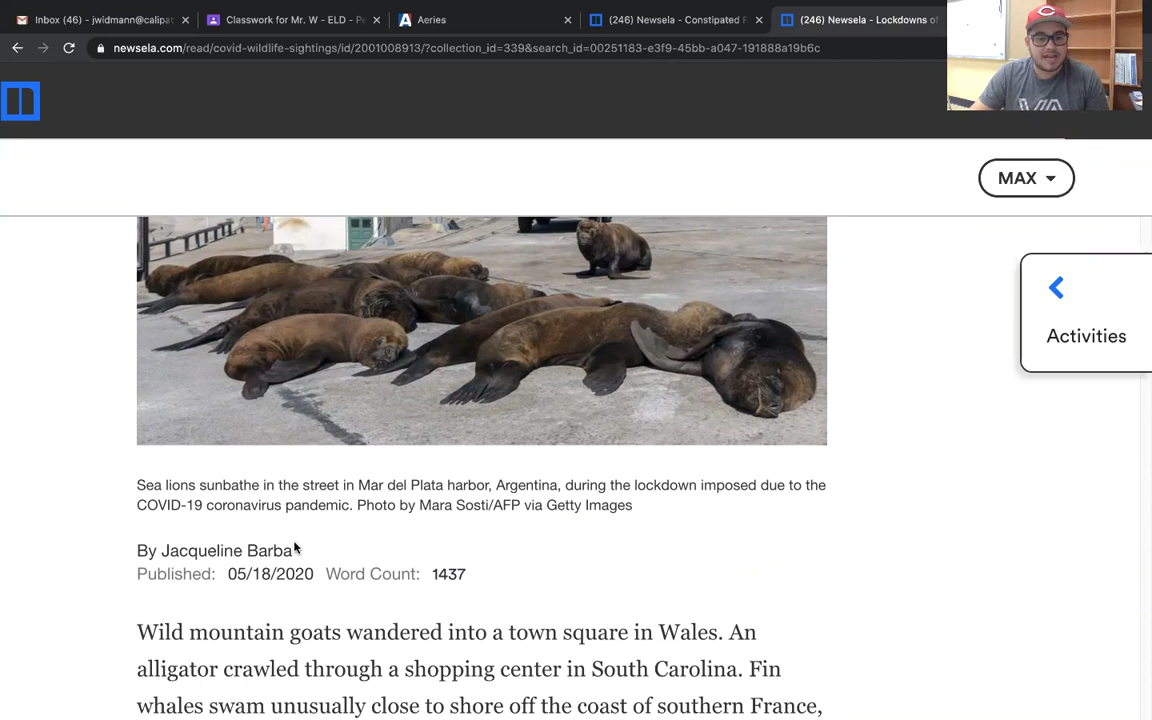 Inbox (46) - jwidmann@calipat
Classwork for Mr. W - ELD - Pe
Aeries
(246) Newsela - Constipated F
(246) Newsela - Lockdowns of
newsela.com/read/covid-wildlife-sightings/id/2001008913/?collection_id=339&search_id=00251183-e3f9-45bb-a047-191888a19b6c
MAX
Activities
Sea lions sunbathe in the street in Mar del Plata harbor, Argentina, during the lockdown imposed due to the
COVID-19 coronavirus pandemic. Photo by Mara Sosti/AFP via Getty Images
By Jacqueline Barba
Published: 05/18/2020 Word Count: 1437
Wild mountain goats wandered into a town square in Wales. An
alligator crawled through a shopping center in South Carolina. Fin
whales swam unusually close to shore off the coast of southern France,